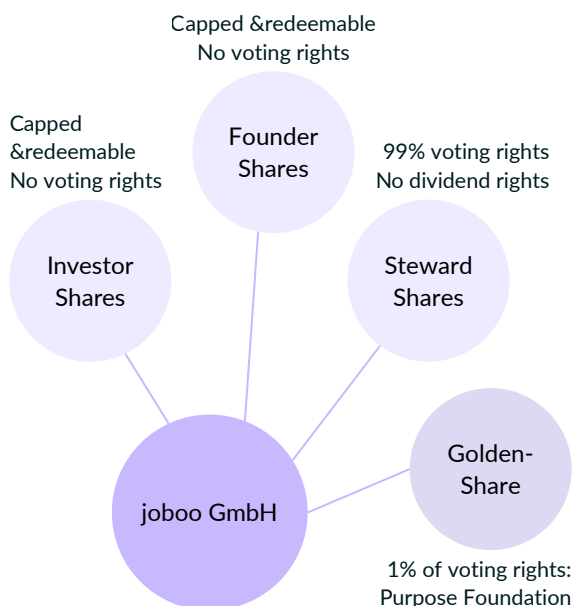 Capped &redeemable
No voting rights
Founder
Shares
Capped
&redeemable
No voting rights
Investor
Shares
99% voting rights
No dividend rights
Steward
Shares
Golden-
Share
1% of voting rights:
Purpose Foundation
joboo GmbH